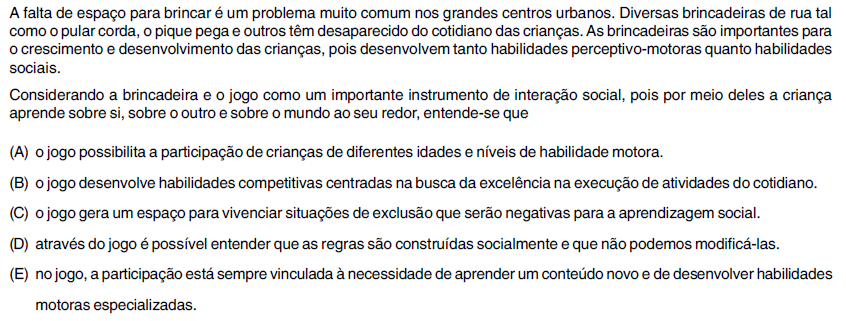 A falta de espaço para brincar é um problema muito comum nos grandes centros urbanos. Diversas brincadeiras de rua tal
como o pular corda, o pique pega e outros têm desaparecido do cotidiano das crianças. As brincadeiras são importantes para
o crescimento e desenvolvimento das crianças, pois desenvolvem tanto habilidades perceptivo-motoras quanto habilidades
sociais.
Considerando a brincadeira e o jogo como um importante instrumento de interação social, pois por meio deles a criança
aprende sobre si, sobre o outro e sobre o mundo ao seu redor, entende-se que
(A) o jogo possibilita a participação de crianças de diferentes idades e níveis de habilidade motora.
(B) o jogo desenvolve habilidades competitivas centradas na busca da excelência na execução de atividades do cotidiano.
(C) o jogo gera um espaço para vivenciar situações de exclusão que serão negativas para a aprendizagem social.
(D) através do jogo é possível entender que as regras são construídas socialmente e que não podemos modificá-las.
(E) no jogo, a participação está sempre vinculada à necessidade de aprender um conteúdo novo e de desenvolver habilidades
motoras especializadas.